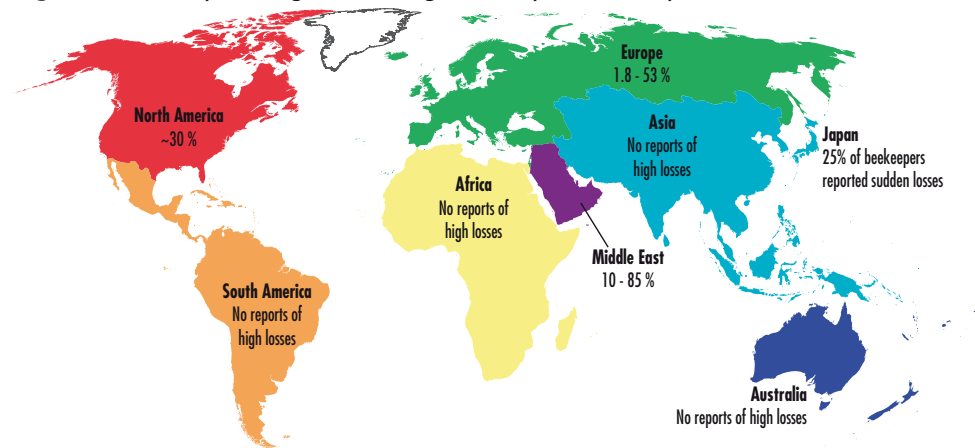 Europe
1.8 - 53 %
North America
~30 %
Asia
No reports of
high losses
Japan
25% of beekeepers
reported sudden losses
Africa
No reports of
high losses
Middle East
10 - 85 %
South America
No reports of
high losses
Australia
No reports of high losses